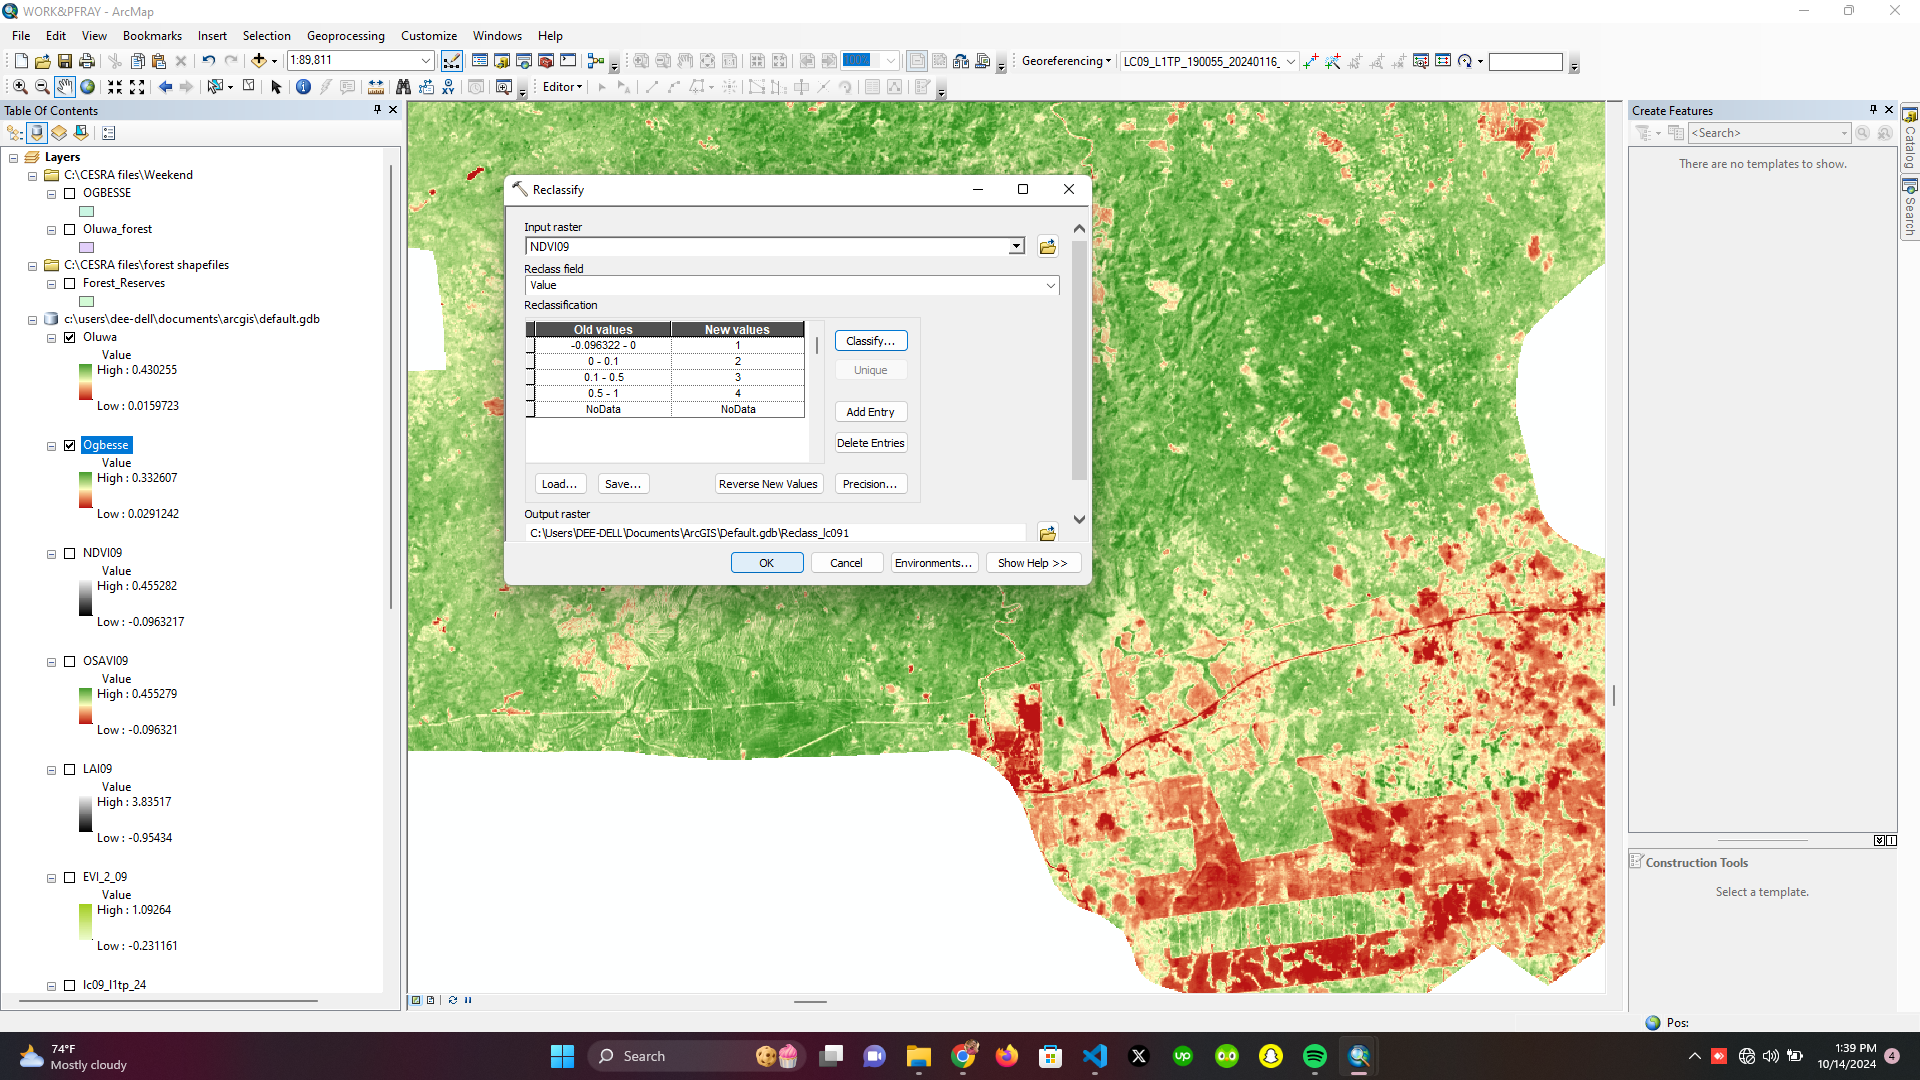 WORK&PFRAY - ArcMap
File Edit View Bookmarks Insert Selection Geoprocessing Customize Windows Help
1:89,811
100%
Georeferencing
LC09_L1TP_190055_20240116_
Editor
Table Of Contents
Layers
C:\CESRA files\Weekend
OGBESSE
Oluwa_forest
C:\CESRA files\forest shapefiles
Forest_Reserves
c:\users\dee-dell\documents\arcgis\default.gdb
Oluwa
Value
High : 0.430255
Low : 0.0159723
Ogbesse
Value
High : 0.332607
Low : 0.0291242
NDVI09
Value
High : 0.455282
Low : -0.0963217
OSAVI09
Value
High : 0.455279
Low : -0.096321
LAI09
Value
High : 3.83517
Low : -0.95434
EVI_2_09
Value
High : 1.09264
Low : -0.231161
lc09_l1tp_24
Reclassify
Input raster
NDVI09
Reclass field
Value
Reclassification
Old values New values
-0.096322 - 0 1
0 - 0.1 2
0.1 - 0.5 3
0.5 - 1 4
NoData NoData
Classify...
Unique
Add Entry
Delete Entries
Load... Save... Reverse New Values Precision...
Output raster
C:\Users\DEE-DELL\Documents\ArcGIS\Default.gdb\Reclass_lc091
OK Cancel Environments... Show Help >>
Create Features
<Search>
There are no templates to show.
Construction Tools
Select a template.
Catalog
Search
Pos:
74°F
Mostly cloudy
Search
1:39 PM
10/14/2024
4